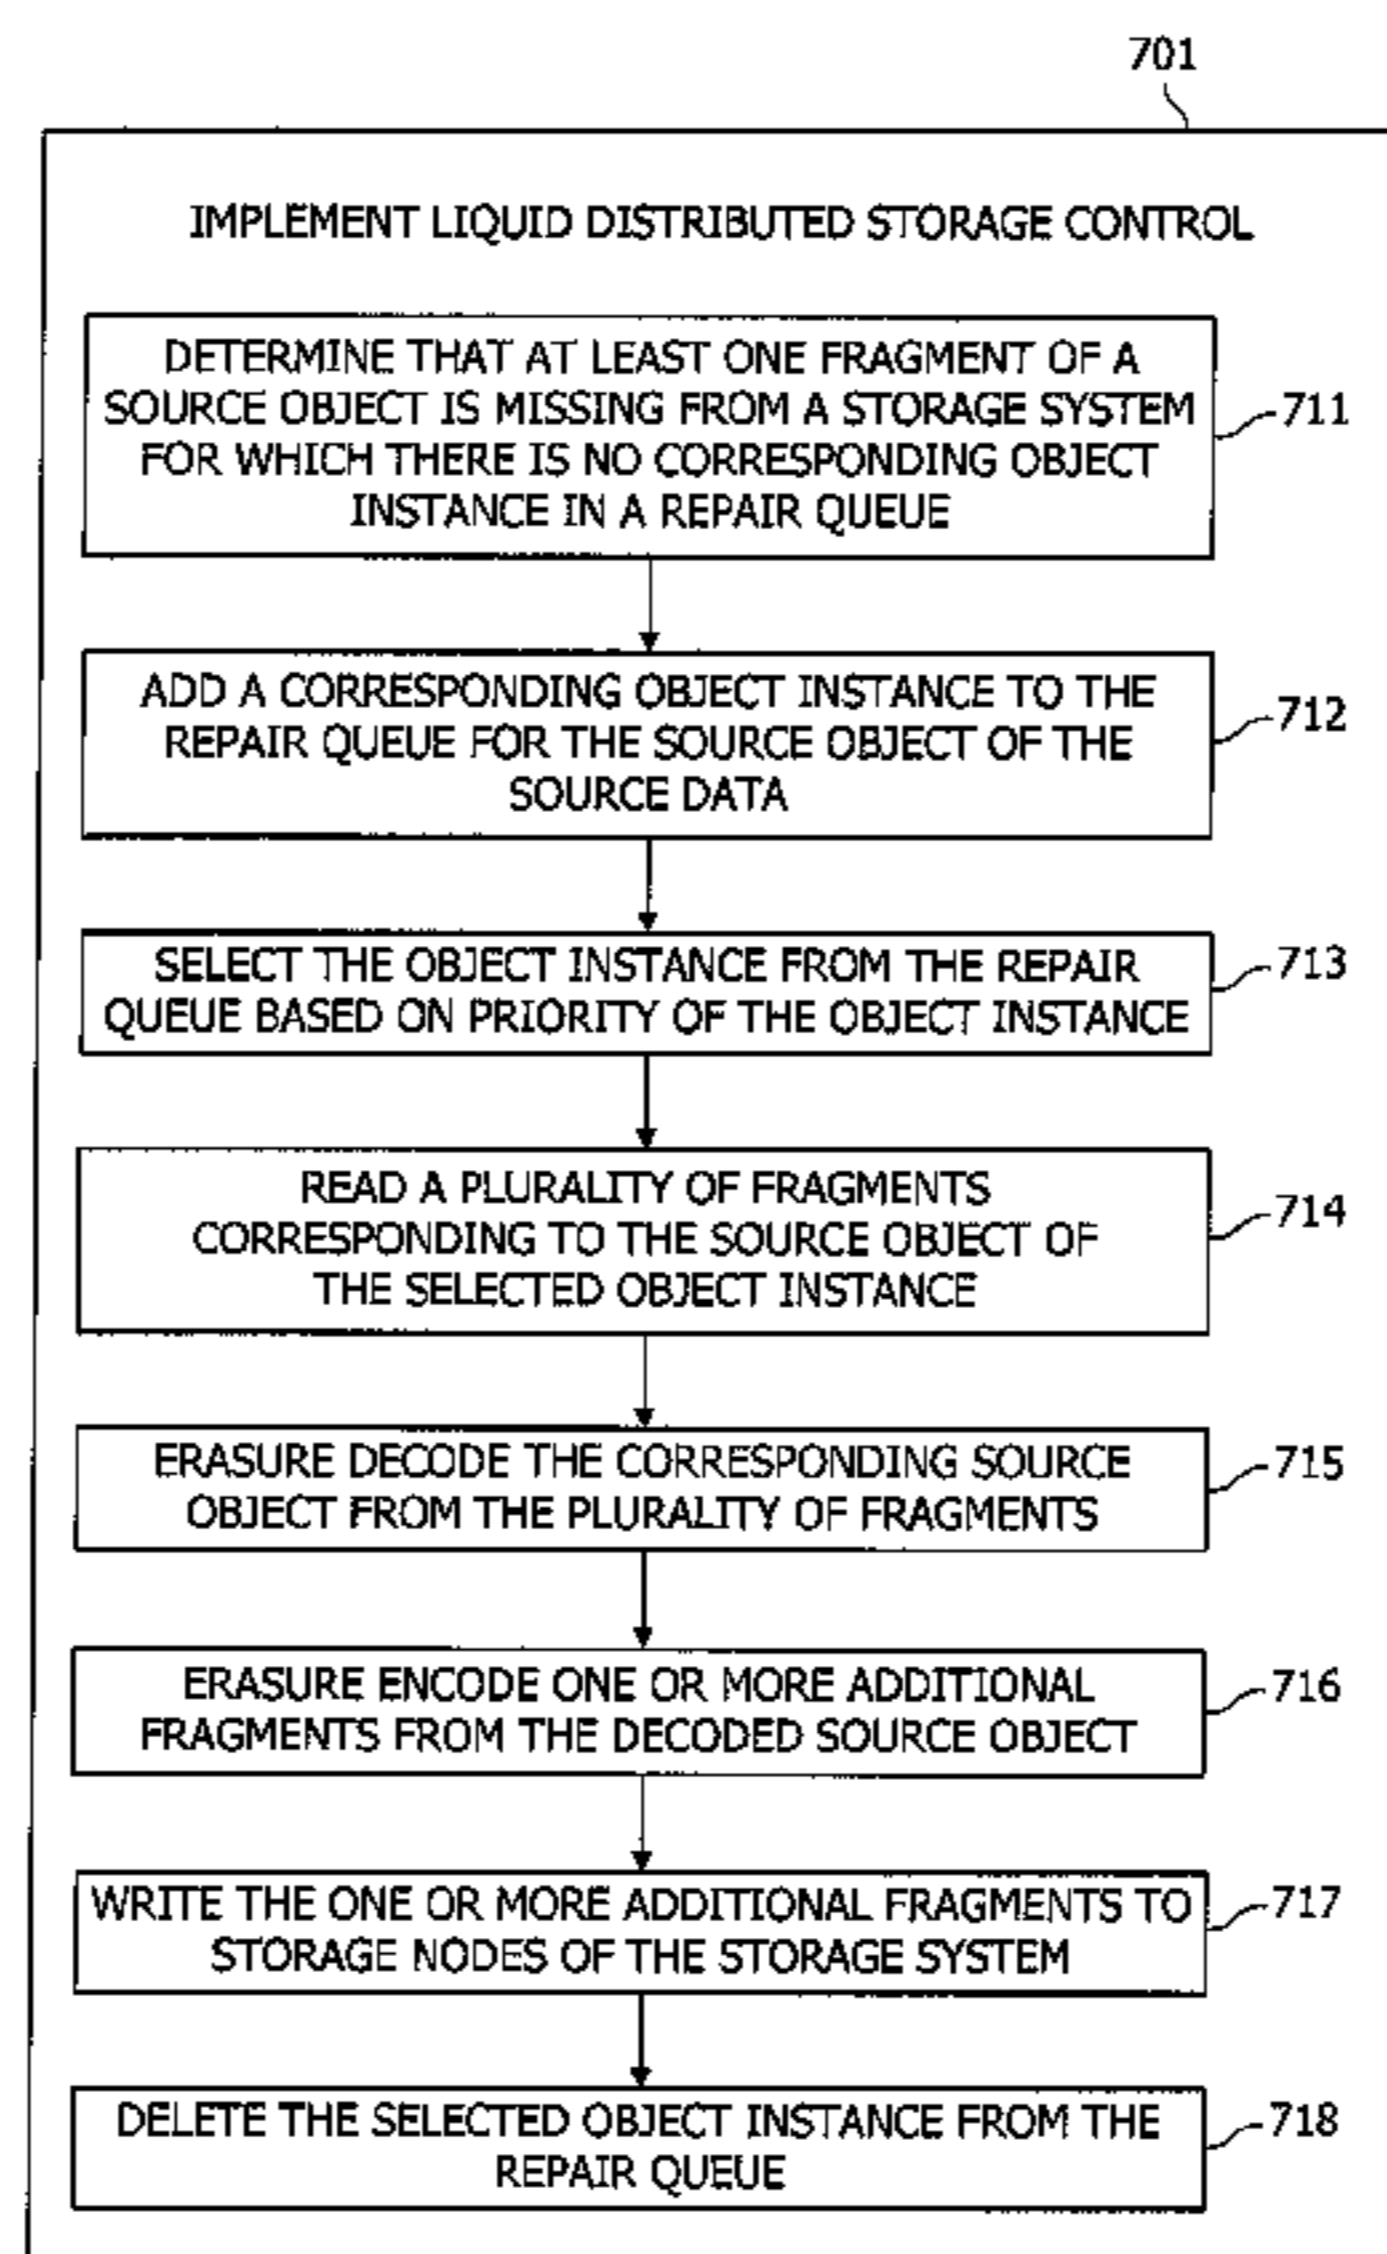 701
IMPLEMENT LIQUID DISTRIBUTED STORAGE CONTROL
DETERMINE THAT AT LEAST ONE FRAGMENT OF A
SOURCE OBJECT IS MISSING FROM A STORAGE SYSTEM
FOR WHICH THERE IS NO CORRESPONDING OBJECT
INSTANCE IN A REPAIR QUEUE
711
ADD A CORRESPONDING OBJECT INSTANCE TO THE
REPAIR QUEUE FOR THE SOURCE OBJECT OF THE
SOURCE DATA
712
SELECT THE OBJECT INSTANCE FROM THE REPAIR
QUEUE BASED ON PRIORITY OF THE OBJECT INSTANCE
713
READ A PLURALITY OF FRAGMENTS
CORRESPONDING TO THE SOURCE OBJECT OF
THE SELECTED OBJECT INSTANCE
714
ERASURE DECODE THE CORRESPONDING SOURCE
OBJECT FROM THE PLURALITY OF FRAGMENTS
715
ERASURE ENCODE ONE OR MORE ADDITIONAL
FRAGMENTS FROM THE DECODED SOURCE OBJECT
716
WRITE THE ONE OR MORE ADDITIONAL FRAGMENTS TO
STORAGE NODES OF THE STORAGE SYSTEM
717
DELETE THE SELECTED OBJECT INSTANCE FROM THE
REPAIR QUEUE
718